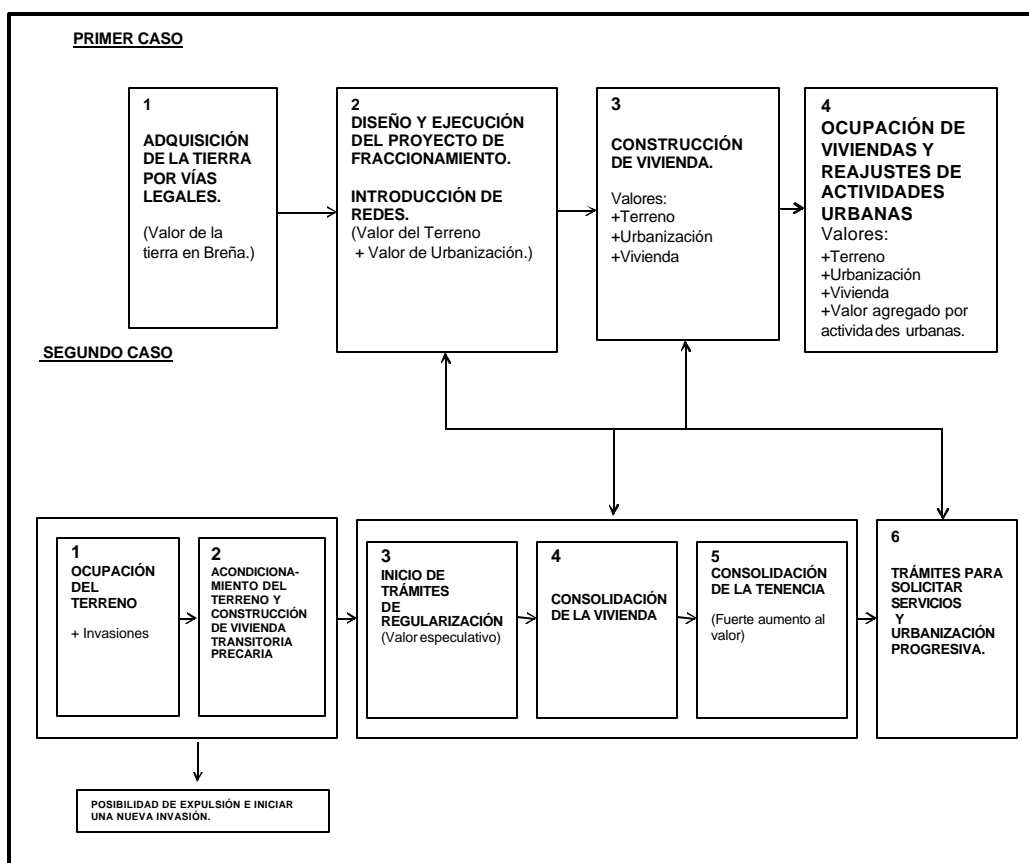 PRIMER CASO
1
ADQUISICIÓN
DE LA TIERRA
POR VÍAS
LEGALES.
(Valor de la
tierra en Breña.)
2
DISEÑO Y EJECUCIÓN
DEL PROYECTO DE
FRACCIONAMIENTO.
INTRODUCCIÓN DE
REDES.
(Valor del Terreno
+ Valor de Urbanización.)
3
CONSTRUCCIÓN
DE VIVIENDA.
Valores:
+Terreno
+Urbanización
+Vivienda
4
OCUPACIÓN DE
VIVIENDAS Y
REAJUSTES DE
ACTIVIDADES
URBANAS
Valores:
+Terreno
+Urbanización
+Vivienda
+Valor agregado por
actividades urbanas.
SEGUNDO CASO
1
OCUPACIÓN
DEL
TERRENO
+ Invasiones
2
ACONDICIONA-
MIENTO DEL
TERRENO Y
CONSTRUCCIÓN
DE VIVIENDA
TRANSITORIA
PRECARIA
3
INICIO DE
TRÁMITES
DE
REGULARIZACIÓN
(Valor especulativo)
4
CONSOLIDACIÓN
DE LA VIVIENDA
5
CONSOLIDACIÓN
DE LA TENENCIA
(Fuerte aumento al
valor)
6
TRÁMITES PARA
SOLICITAR
SERVICIOS
Y
URBANIZACIÓN
PROGRESIVA.
POSIBILIDAD DE EXPULSIÓN E INICIAR
UNA NUEVA INVASIÓN.